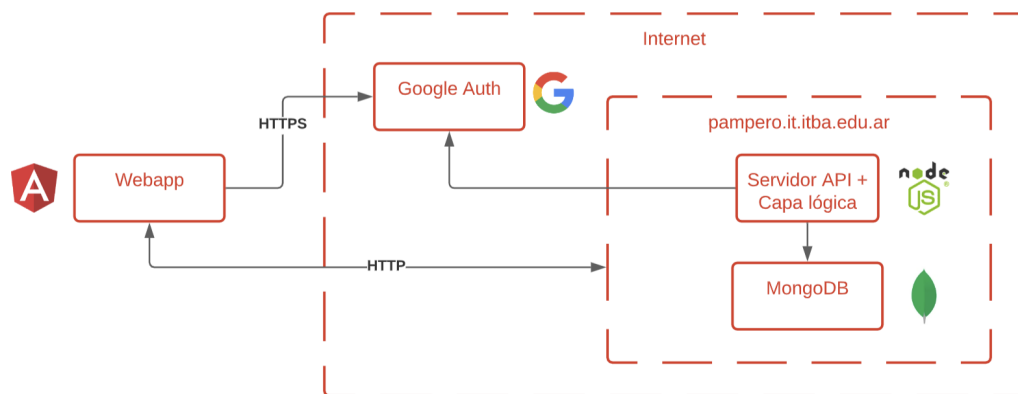 Internet
Google Auth
HTTPS
pampero.it.itba.edu.ar
Webapp
Servidor API +
Capa lógica
node
JS
HTTP
MongoDB